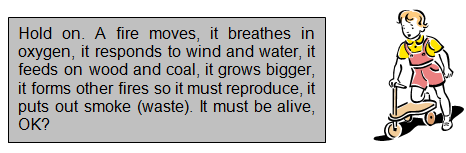 Hold on. A fire moves, it breathes in
oxygen, it responds to wind and water, it
feeds on wood and coal, it grows bigger,
it forms other fires so it must reproduce, it
puts out smoke (waste). It must be alive,
OK?